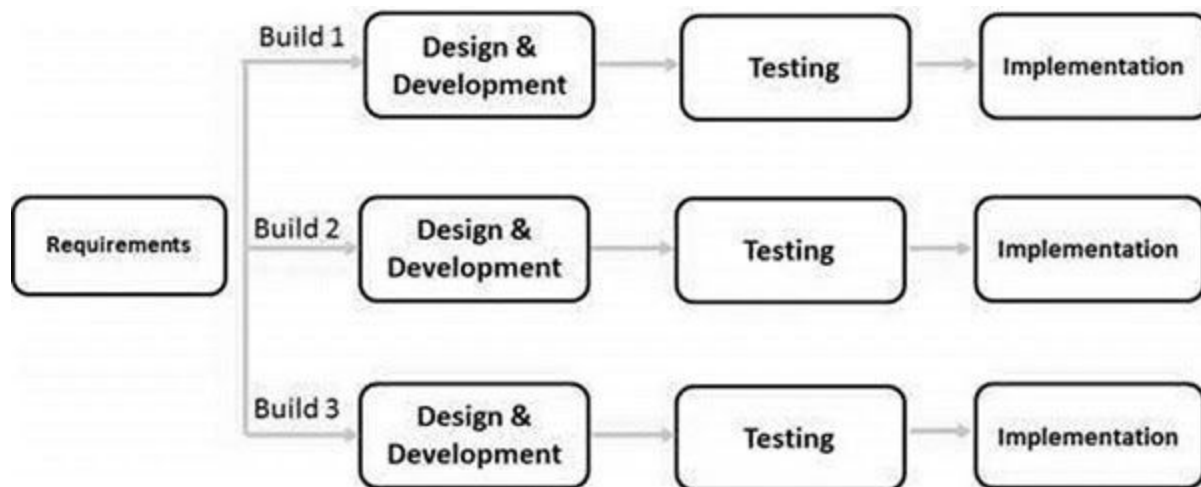 Build 1
Design &
Development
Testing
Implementation
Requirements
Build 2
Design &
Development
Testing
Implementation
Build 3
Design &
Development
Testing
Implementation